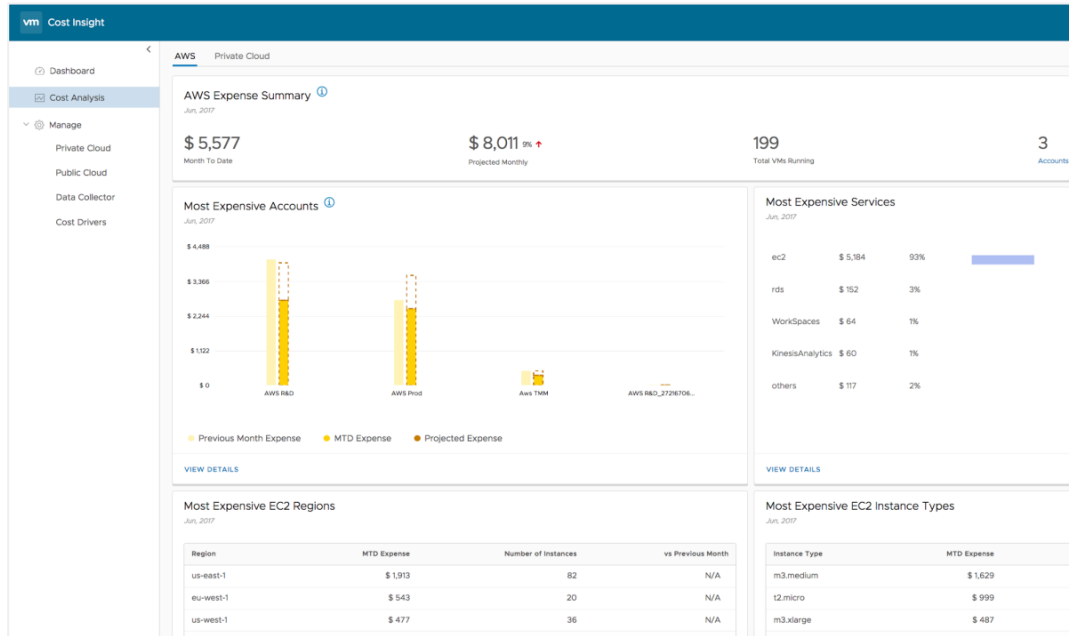 vm Cost Insight
Dashboard
Cost Analysis
Manage
Private Cloud
Public Cloud
Data Collector
Cost Drivers
AWS Private Cloud
AWS Expense Summary
Jun, 2017
$ 5,577
Month To Date
$ 8,011 9%
Projected Monthly
199
Total VMs Running
3
Accounts
Most Expensive Accounts
Jun, 2017
$ 4,488
$ 3,366
$ 2,244
$ 1,122
$ 0
AWS R&D AWS Prod Aws TMM AWS R&D_27216706...
Previous Month Expense MTD Expense Projected Expense
VIEW DETAILS
Most Expensive Services
Jun, 2017
ec2 $ 5,184 93%
rds $ 152 3%
WorkSpaces $ 64 1%
KinesisAnalytics $ 60 1%
others $ 117 2%
VIEW DETAILS
Most Expensive EC2 Regions
Jun, 2017
Region MTD Expense Number of Instances vs Previous Month
us-east-1 $ 1,913 82 N/A
eu-west-1 $ 543 20 N/A
us-west-1 $ 477 36 N/A
Most Expensive EC2 Instance Types
Jun, 2017
Instance Type MTD Expense
m3.medium $ 1,629
t2.micro $ 999
m3.xlarge $ 487